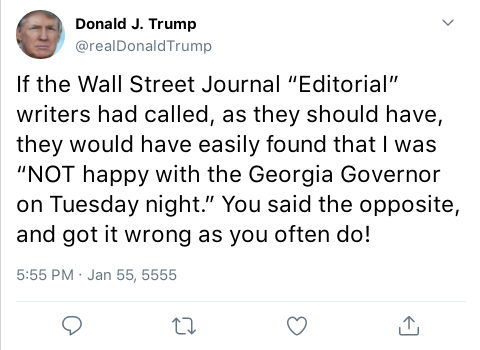 Donald J. Trump
@realDonaldTrump
If the Wall Street Journal “Editorial”
writers had called, as they should have,
they would have easily found that I was
“NOT happy with the Georgia Governor
on Tuesday night.” You said the opposite,
and got it wrong as you often do!
5:55 PM · Jan 55, 5555